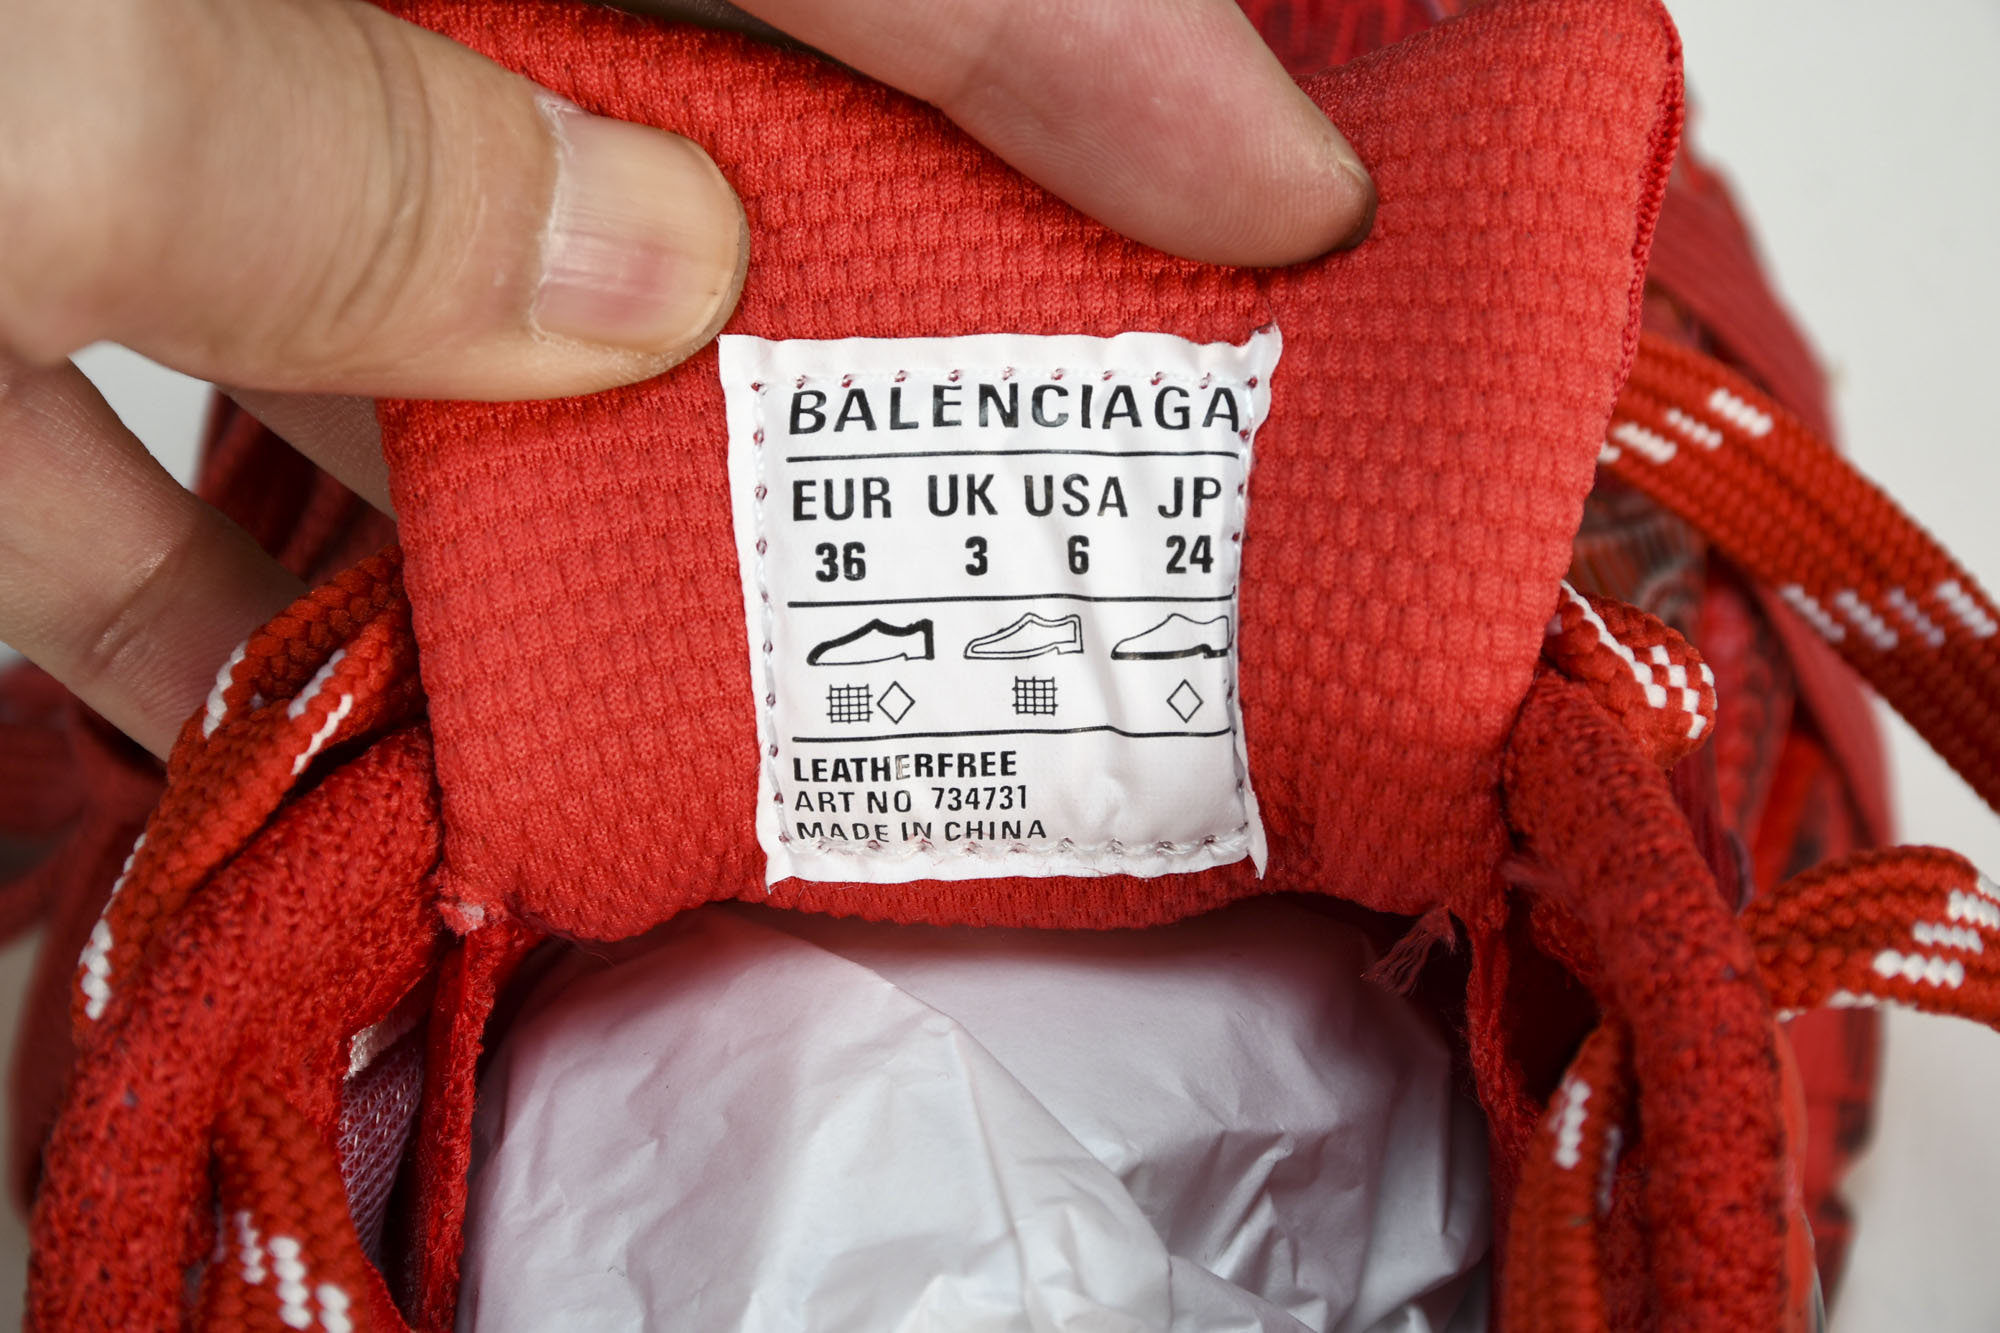 BALENCIAGA
EUR UK USA JP
36 3 6 24
LEATHERFREE
ART NO 734731
MADE IN CHINA